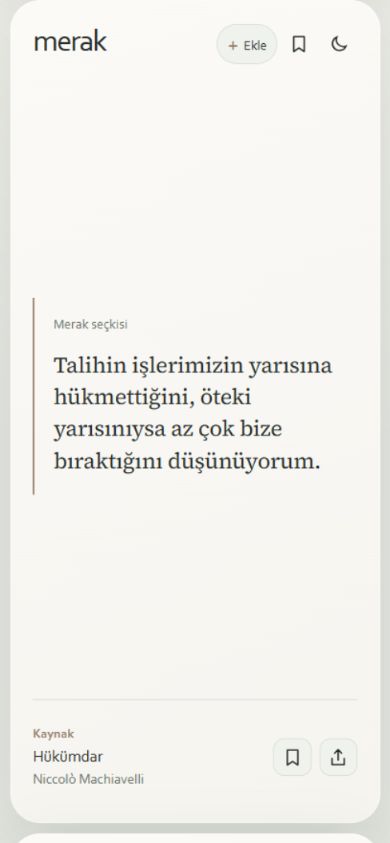 merak
+ Ekle
Merak seçkisi
Talihin işlerimizin yarısına
hükmettiğini, öteki
yarısınıysa az çok bize
bıraktığını düşünüyorum.
Kaynak
Hükümdar
Niccolò Machiavelli